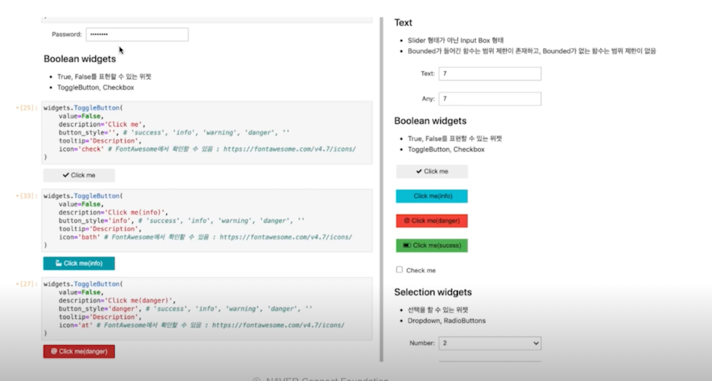 Password: ........
Boolean widgets
• True, False를 표현할 수 있는 위젯
• ToggleButton, Checkbox
[25]: widgets.ToggleButton(
value=False,
description='Click me',
button_style='', # 'success', 'info', 'warning', 'danger', ''
tooltip='Description',
icon='check' # FontAwesome에서 확인할 수 있음 : https://fontawesome.com/v4.7/icons/
)
Click me
[33]: widgets.ToggleButton(
value=False,
description='Click me(info)',
button_style='info', # 'success', 'info', 'warning', 'danger', ''
tooltip='Description',
icon='bath' # FontAwesome에서 확인할 수 있음 : https://fontawesome.com/v4.7/icons/
)
Click me(info)
[27]: widgets.ToggleButton(
value=False,
description='Click me(danger)',
button_style='danger', # 'success', 'info', 'warning', 'danger', ''
tooltip='Description',
icon='at' # FontAwesome에서 확인할 수 있음 : https://fontawesome.com/v4.7/icons/
)
@ Click me(danger)
Text
• Slider 형태가 아닌 Input Box 형태
• Bounded가 들어간 함수는 범위 제한이 존재하고, Bounded가 없는 함수는 범위 제한이 없음
Text: 7
Any: 7
Boolean widgets
• True, False를 표현할 수 있는 위젯
• ToggleButton, Checkbox
Click me
Click me(info)
@ Click me(danger)
Click me(sucess)
Check me
Selection widgets
• 선택을 할 수 있는 위젯
• Dropdown, RadioButtons
Number: 2
© NAVER Connect Foundation